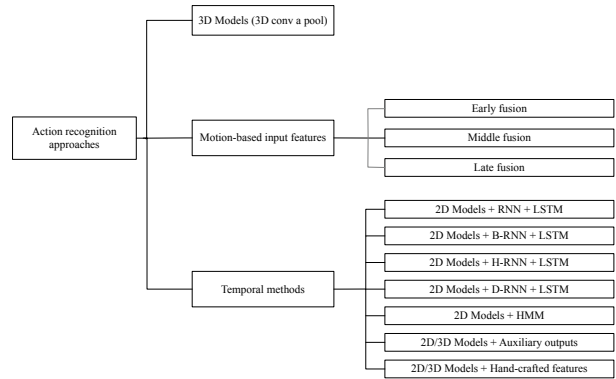 3D Models (3D conv a pool)
Action recognition
approaches
Motion-based input features
Early fusion
Middle fusion
Late fusion
Temporal methods
2D Models + RNN + LSTM
2D Models + B-RNN + LSTM
2D Models + H-RNN + LSTM
2D Models + D-RNN + LSTM
2D Models + HMM
2D/3D Models + Auxiliary outputs
2D/3D Models + Hand-crafted features